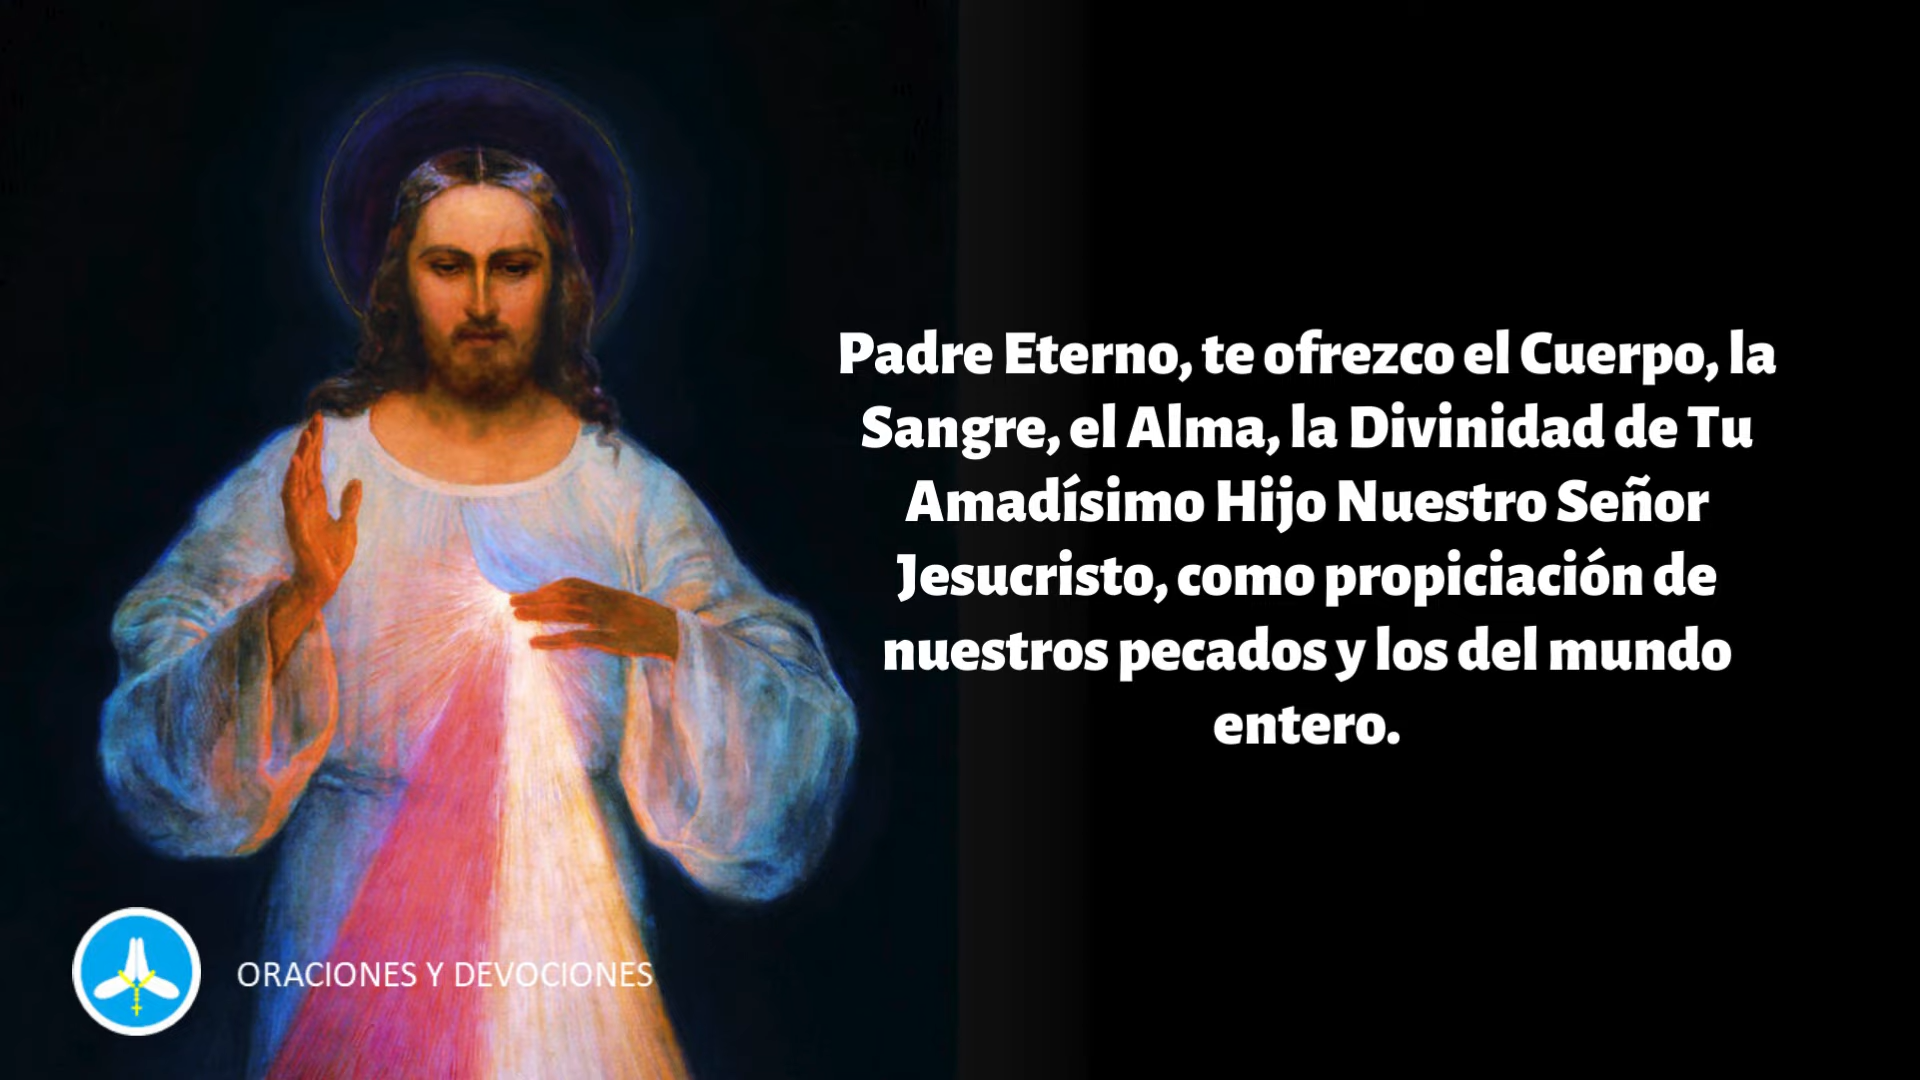 Padre Eterno, te ofrezco el Cuerpo, la
Sangre, el Alma, la Divinidad de Tu
Amadísimo Hijo Nuestro Señor
Jesucristo, como propiciación de
nuestros pecados y los del mundo
entero.
ORACIONES Y DEVOCIONES